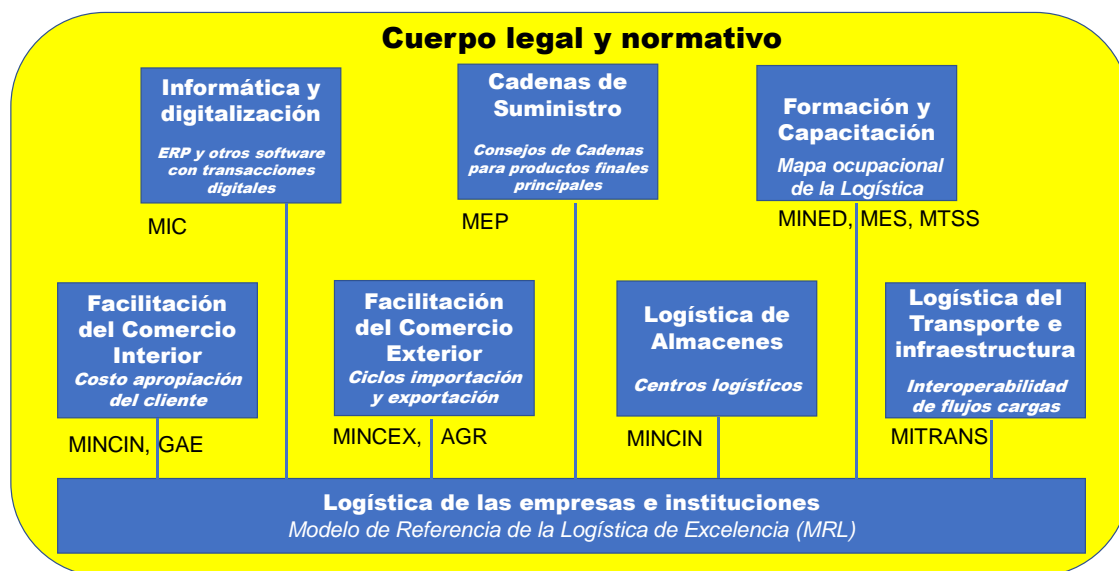 Cuerpo legal y normativo
Informática y
digitalización
ERP y otros software
con transacciones
digitales
MIC
Cadenas de
Suministro
Consejos de Cadenas
para productos finales
principales
MEP
Formación y
Capacitación
Mapa ocupacional
de la Logística
MINED, MES, MTSS
Facilitación
del Comercio
Interior
Costo apropiación
del cliente
MINCIN, GAE
Facilitación
del Comercio
Exterior
Ciclos importación
y exportación
MINCEX, AGR
Logística de
Almacenes
Centros logísticos
MINCIN
Logística del
Transporte e
infraestructura
Interoperabilidad
de flujos cargas
MITRANS
Logística de las empresas e instituciones
Modelo de Referencia de la Logística de Excelencia (MRL)